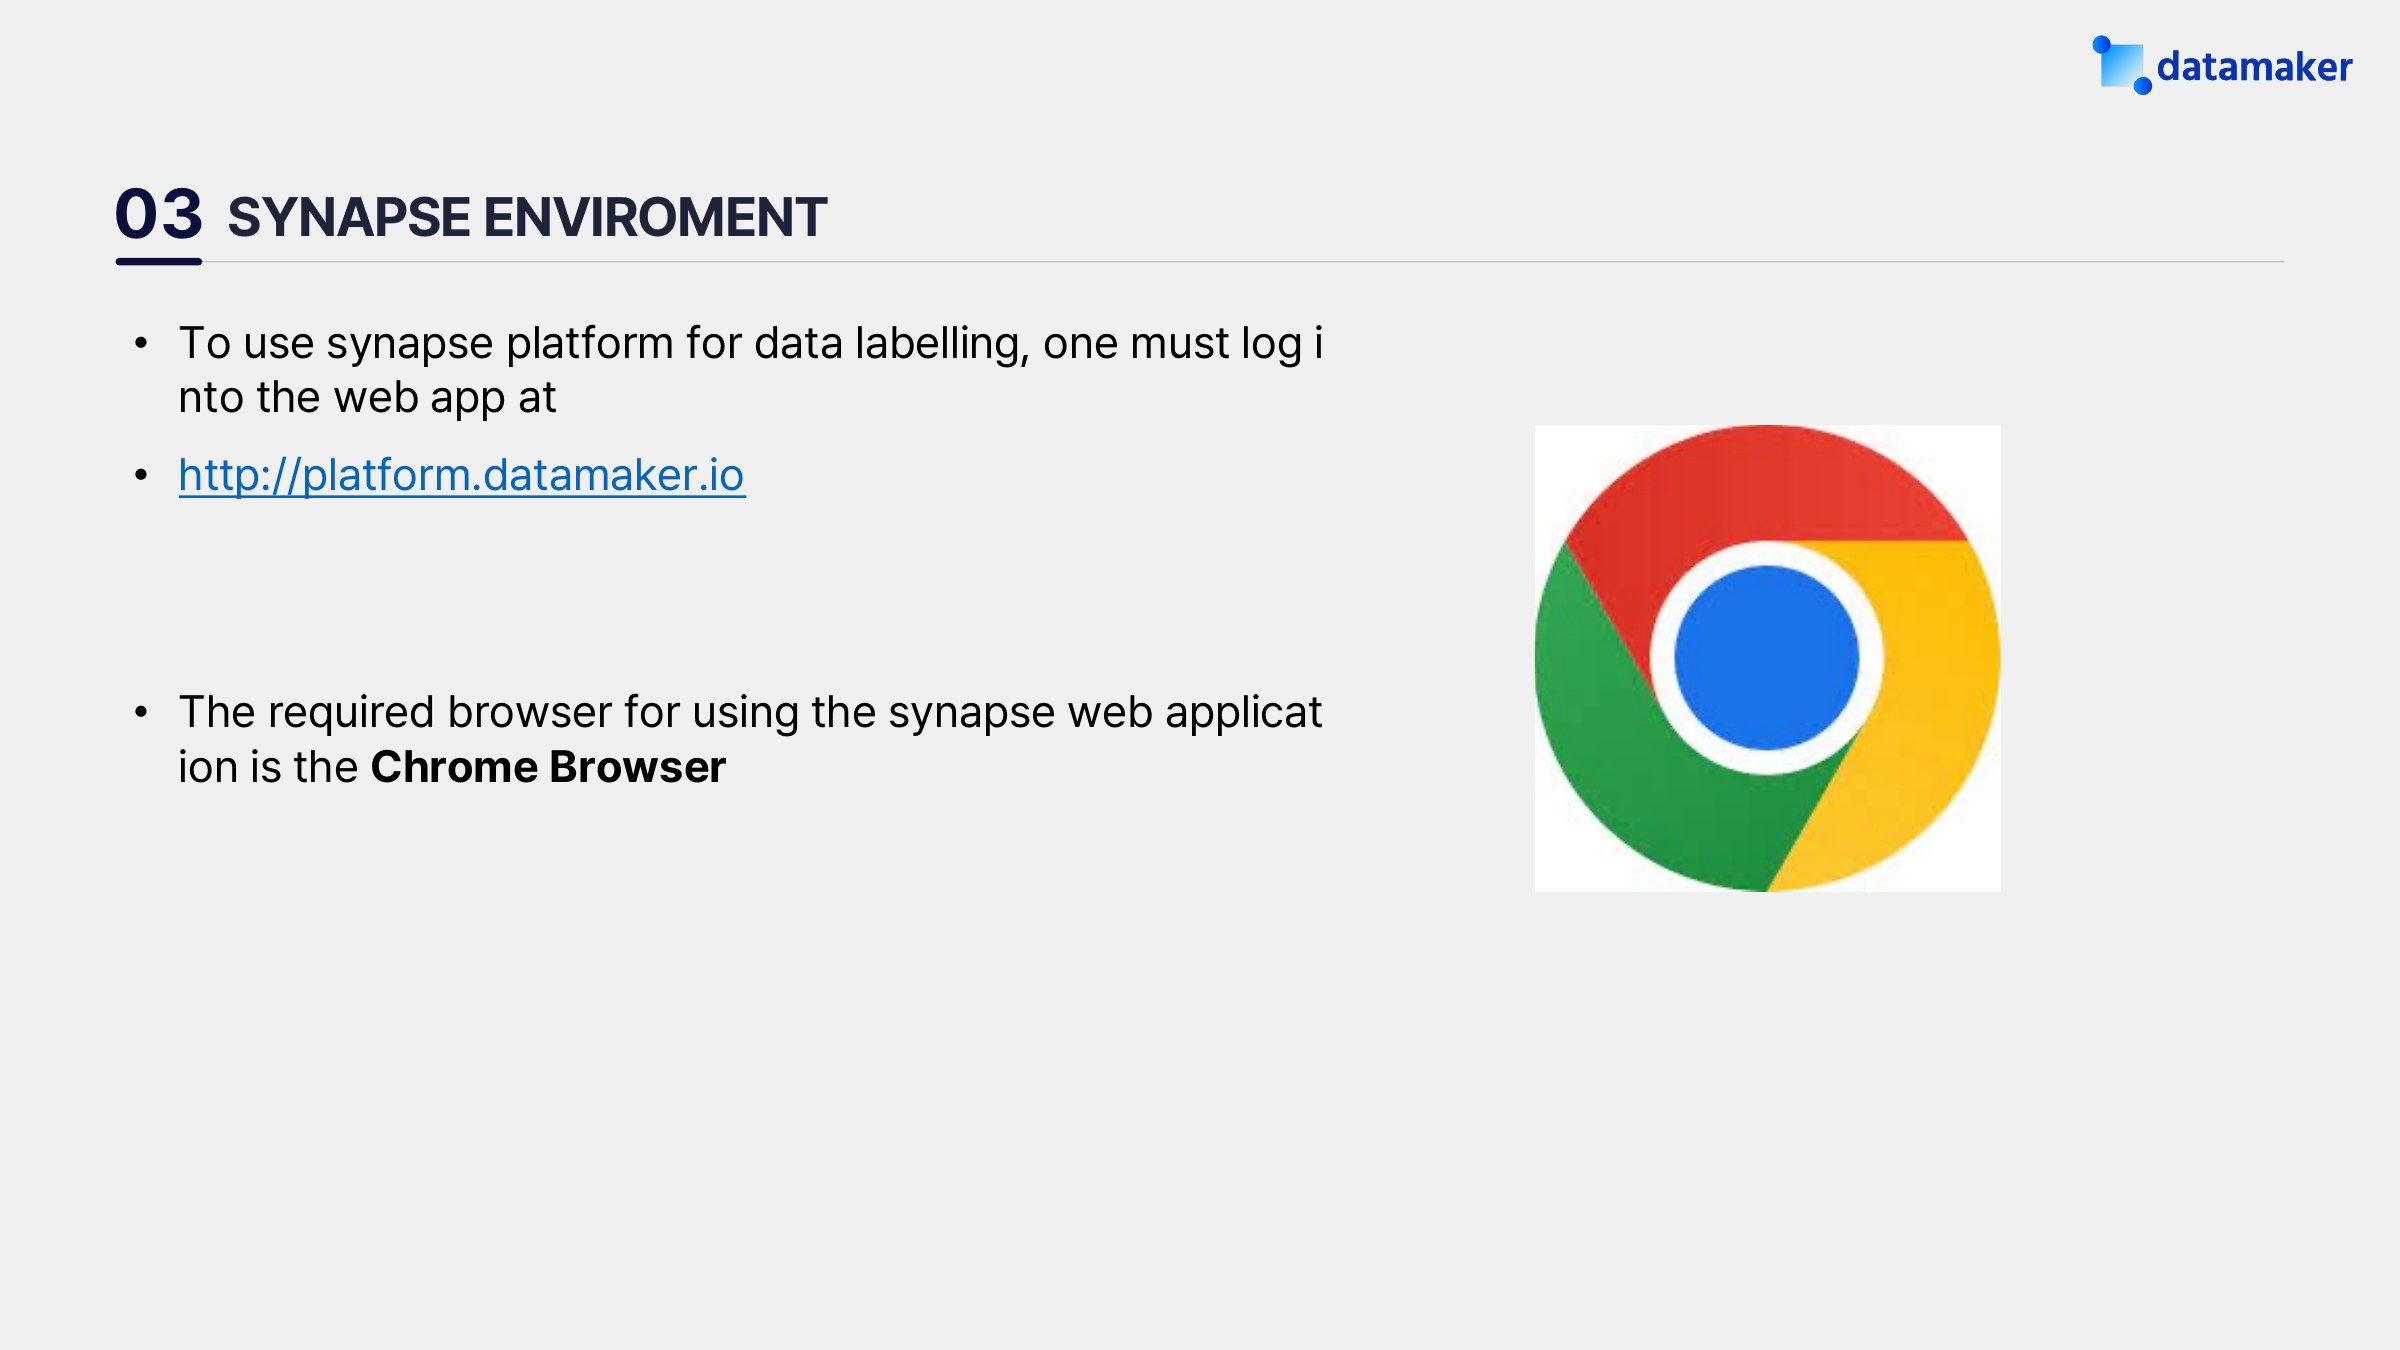 datamaker
03 SYNAPSE ENVIROMENT
• To use synapse platform for data labelling, one must log i
nto the web app at
• http://platform.datamaker.io
• The required browser for using the synapse web applicat
ion is the Chrome Browser